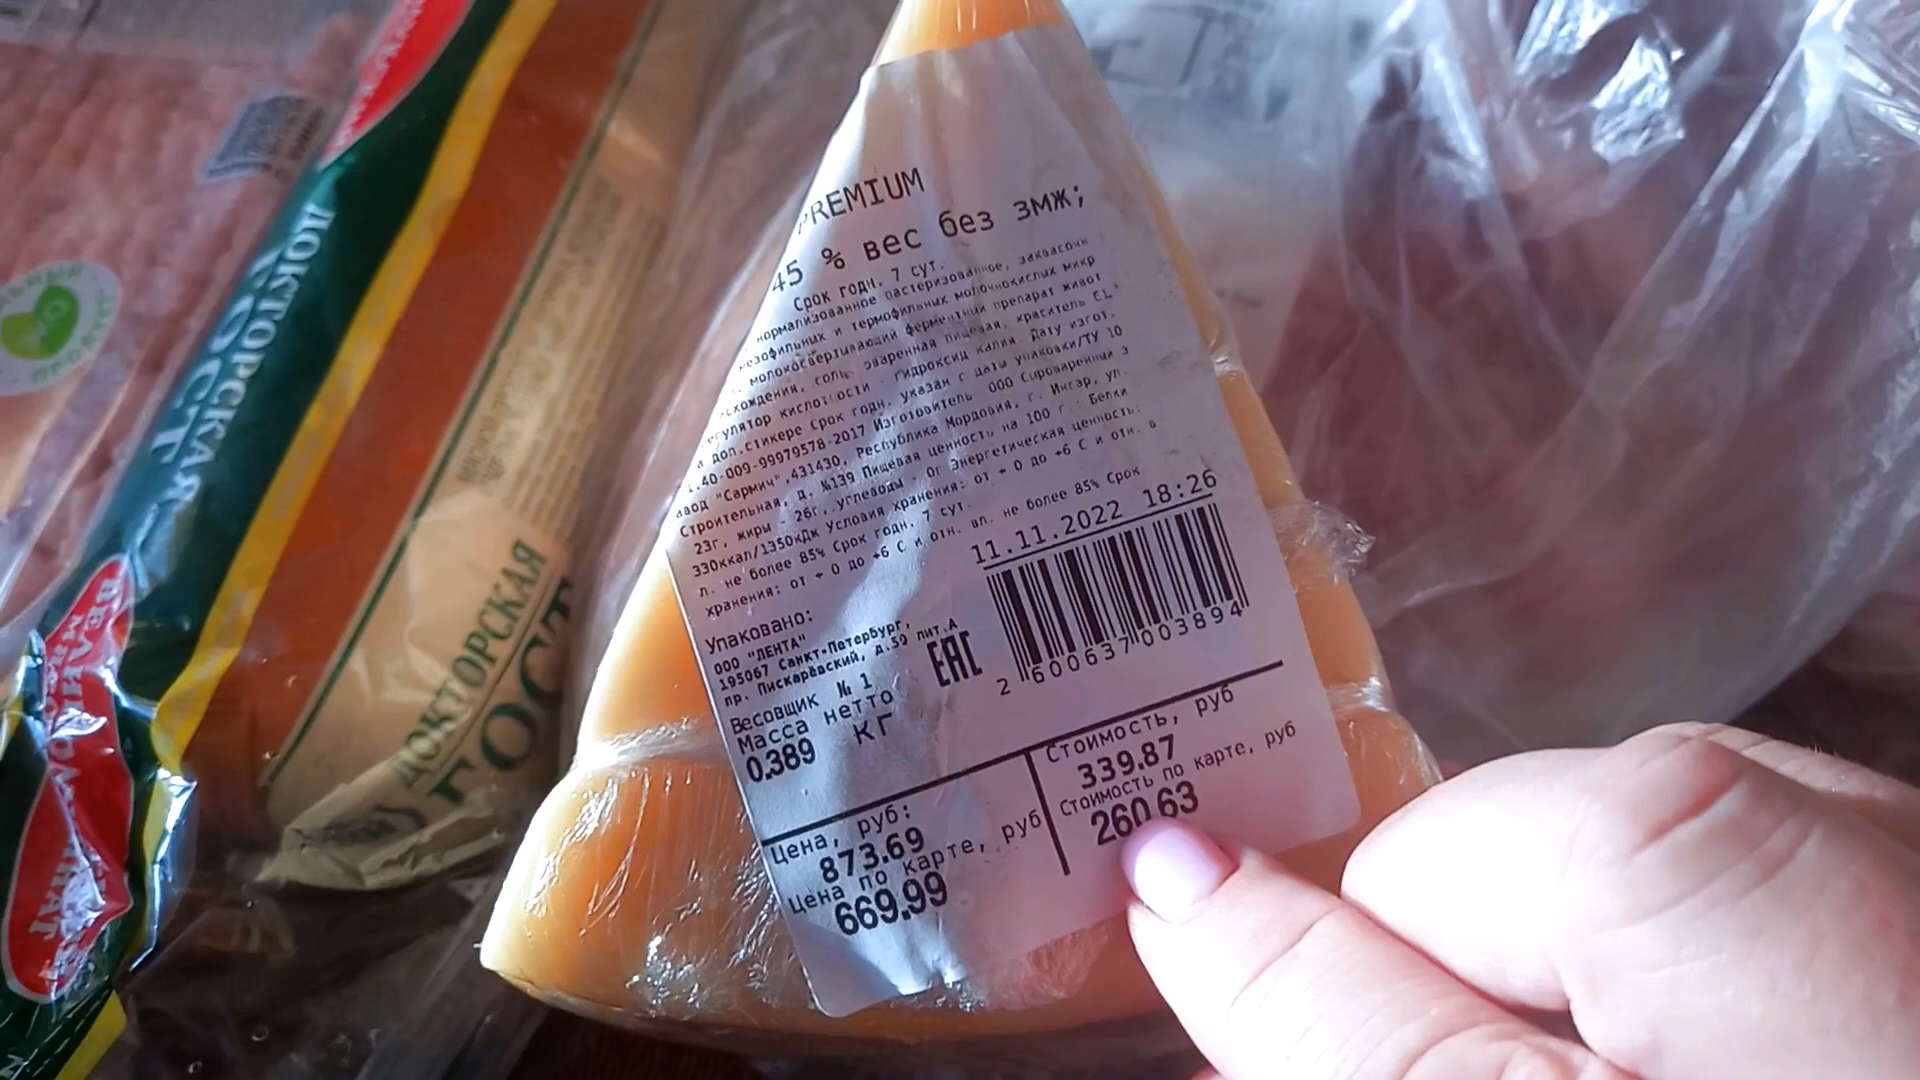 PREMIUM
45 % вес без змж;
Срок годн. 7 сут.
нормализованное пастеризованное, заквасочн
мезофильных и термофильных молочнокислых микр
молокосвертывающий ферментный препарат живот
исхождения, соль поваренная пищевая, краситель E1
егулятор кислотности - гидроксид калия. Дату изгот.
а доп.стикере Срок годн. указан с даты упаковки/ТУ 10
.40-009-99979578-2017 Изготовитель ООО Сыроваренный з
авод "Сармич",431430, Республика Мордовия, г. Инсар, ул.
Строительная, д. №139 Пищевая ценность на 100 г.: Белки
23г, жиры - 26г, углеводы 0г Энергетическая ценность:
330ккал/1350кДж Условия хранения: от + 0 до +6 С и отн. в
л. не более 85% Срок годн. 7 сут.
хранения: от + 0 до +6 С и отн. вл. не более 85% Срок
11.11.2022 18:26
2 600637 003894
Упаковано:
ООО "ЛЕНТА"
195067 Санкт-Петербург,
пр. Пискарёвский, д.59 лит.А
EAC
Весовщик № 1
Масса нетто
0.389 КГ
Стоимость, руб
339.87
Стоимость по карте, руб
260.63
Цена, руб:
873.69
Цена по карте, руб
669.99
ДОКТОРСКАЯ
ГОСТ
ДОКТОРСКАЯ
ГОСТ